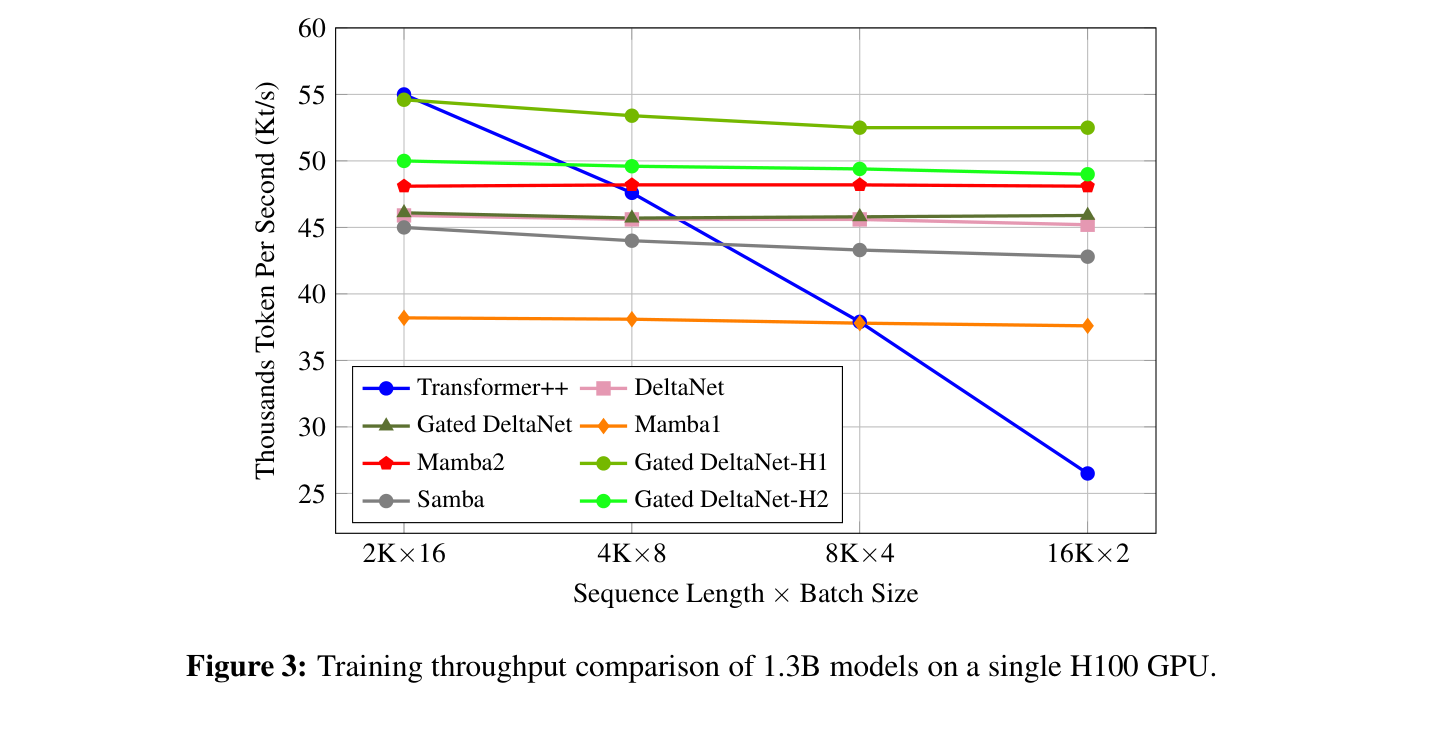 60
55
50
45
40
35
30
25
Thousands Token Per Second (Kt/s)
Transformer++ DeltaNet
Gated DeltaNet Mamba1
Mamba2 Gated DeltaNet-H1
Samba Gated DeltaNet-H2
2K×16 4K×8 8K×4 16K×2
Sequence Length × Batch Size
Figure 3: Training throughput comparison of 1.3B models on a single H100 GPU.